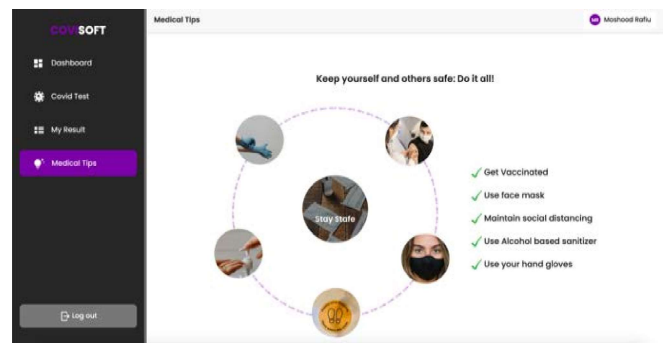 COVISOFT
Medical Tips
MR Moshood Rafiu
Dashboard
Covid Test
My Result
Medical Tips
Log out
Keep yourself and others safe: Do it all!
Stay Stafe
Get Vaccinated
Use face mask
Maintain social distancing
Use Alcohol based sanitizer
Use your hand gloves